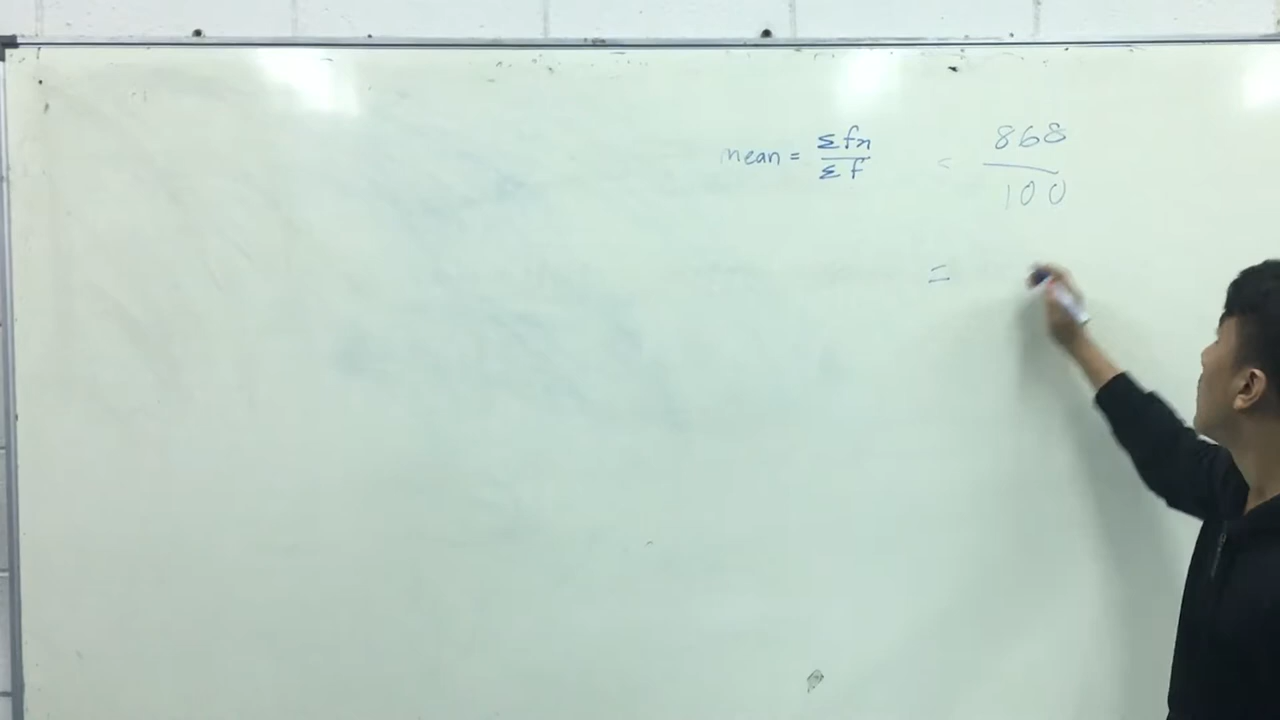 mean = Σfx / Σf = 868 / 100
=